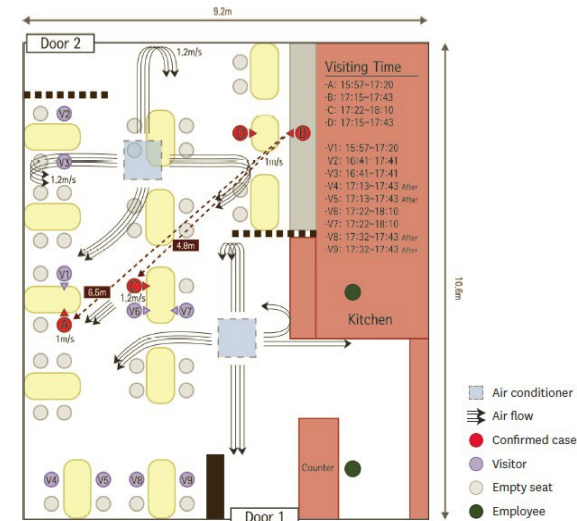 9.2m
Door 2
1.2m/s
V2
V3
1.2m/s
D
B
1m/s
Visiting Time
·A: 15:57~17:20
·B: 17:15~17:43
·C: 17:22~18:10
·D: 17:15~17:43
·V1: 15:57~17:20
·V2: 16:41~17:41
·V3: 16:41~17:41
·V4: 17:13~17:43 After
·V5: 17:13~17:43 After
·V6: 17:22~18:10
·V7: 17:22~18:10
·V8: 17:32~17:43 After
·V9: 17:32~17:43 After
4.8m
V1
6.5m
C
1.2m/s
V6
V7
A
1m/s
10.6m
Kitchen
Counter
V4
V5
V8
V9
Door 1
Air conditioner
Air flow
Confirmed case
Visitor
Empty seat
Employee